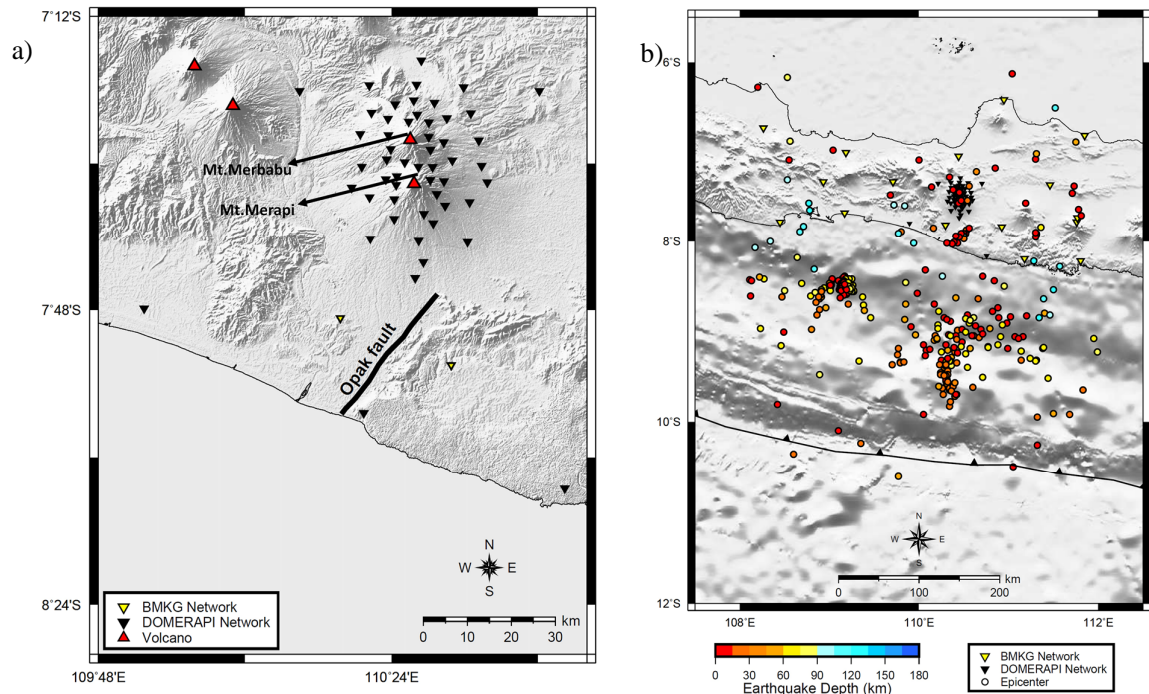 a)
7°12'
7°48'
8°24'S
109°48'E
110°24'E
Mt.Merbabu
Mt.Merapi
Opak fault
N
W E
S
BMKG Network
DOMERAPI Network
Volcano
km
0 10 20 30
b)
6°S
8°S
10°S
12°S
N
W E
S
km
0 100 200
108°E 110°E 112°E
0 30 60 90 120 150 180
Earthquake Depth (km)
BMKG Network
DOMERAPI Network
Epicenter